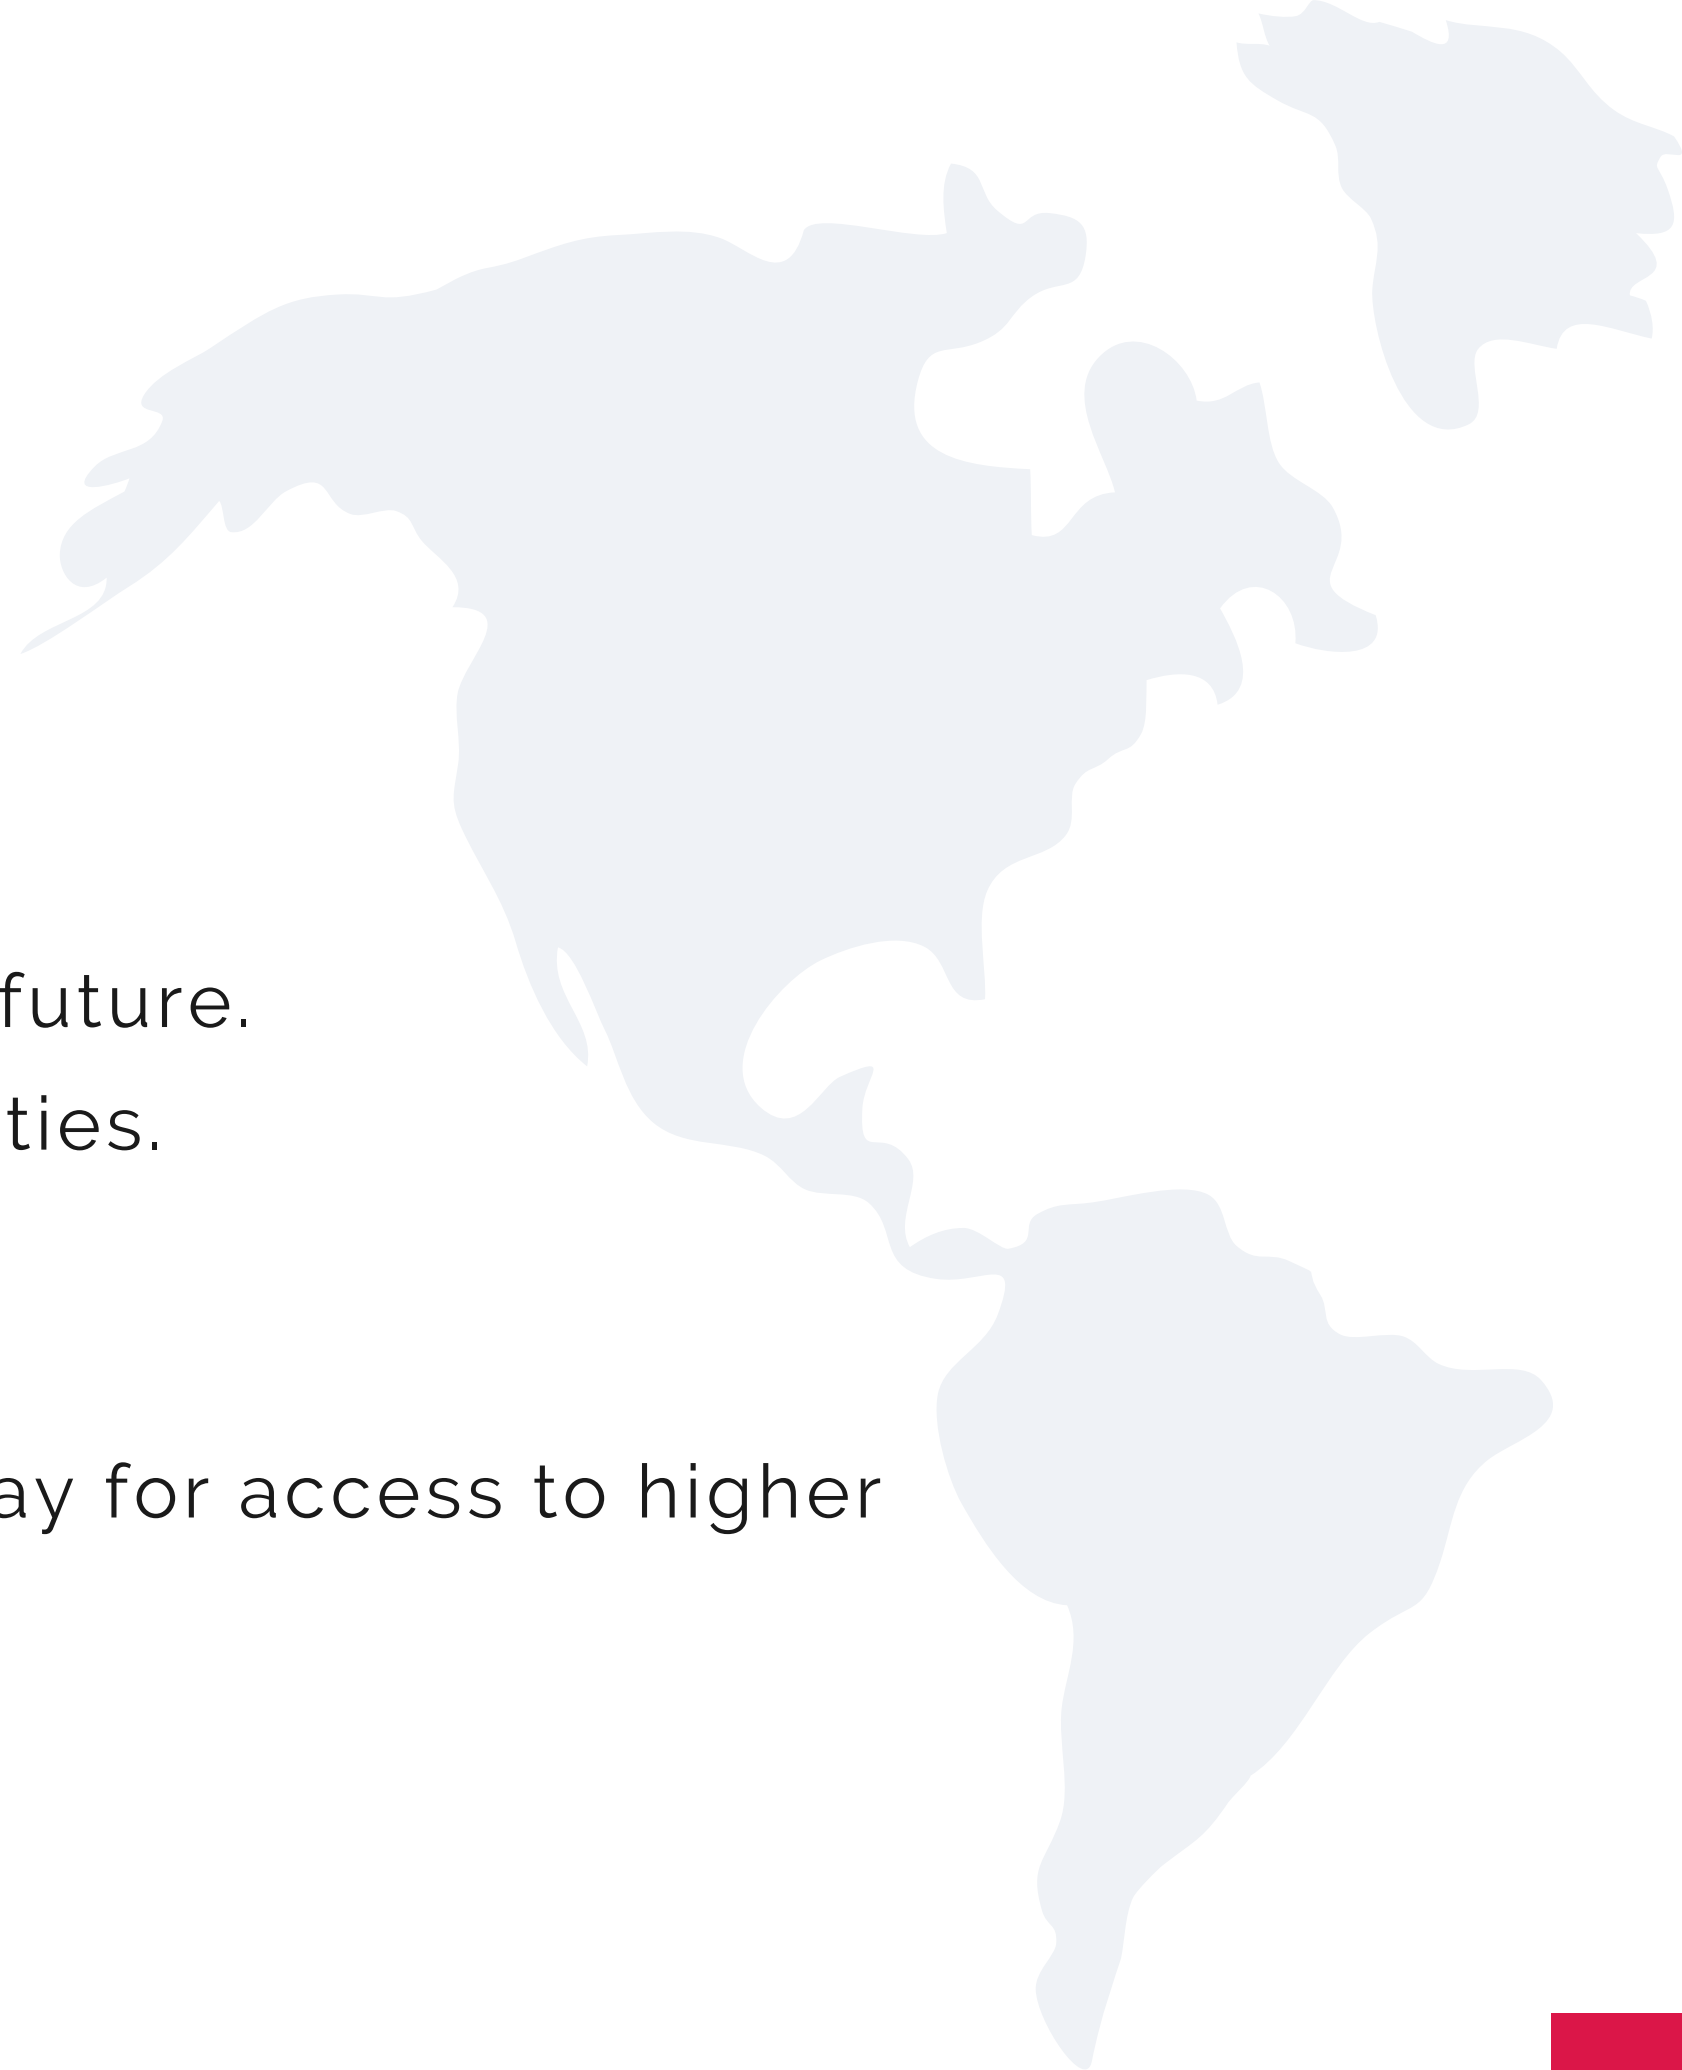 future.
ties.
ay for access to higher